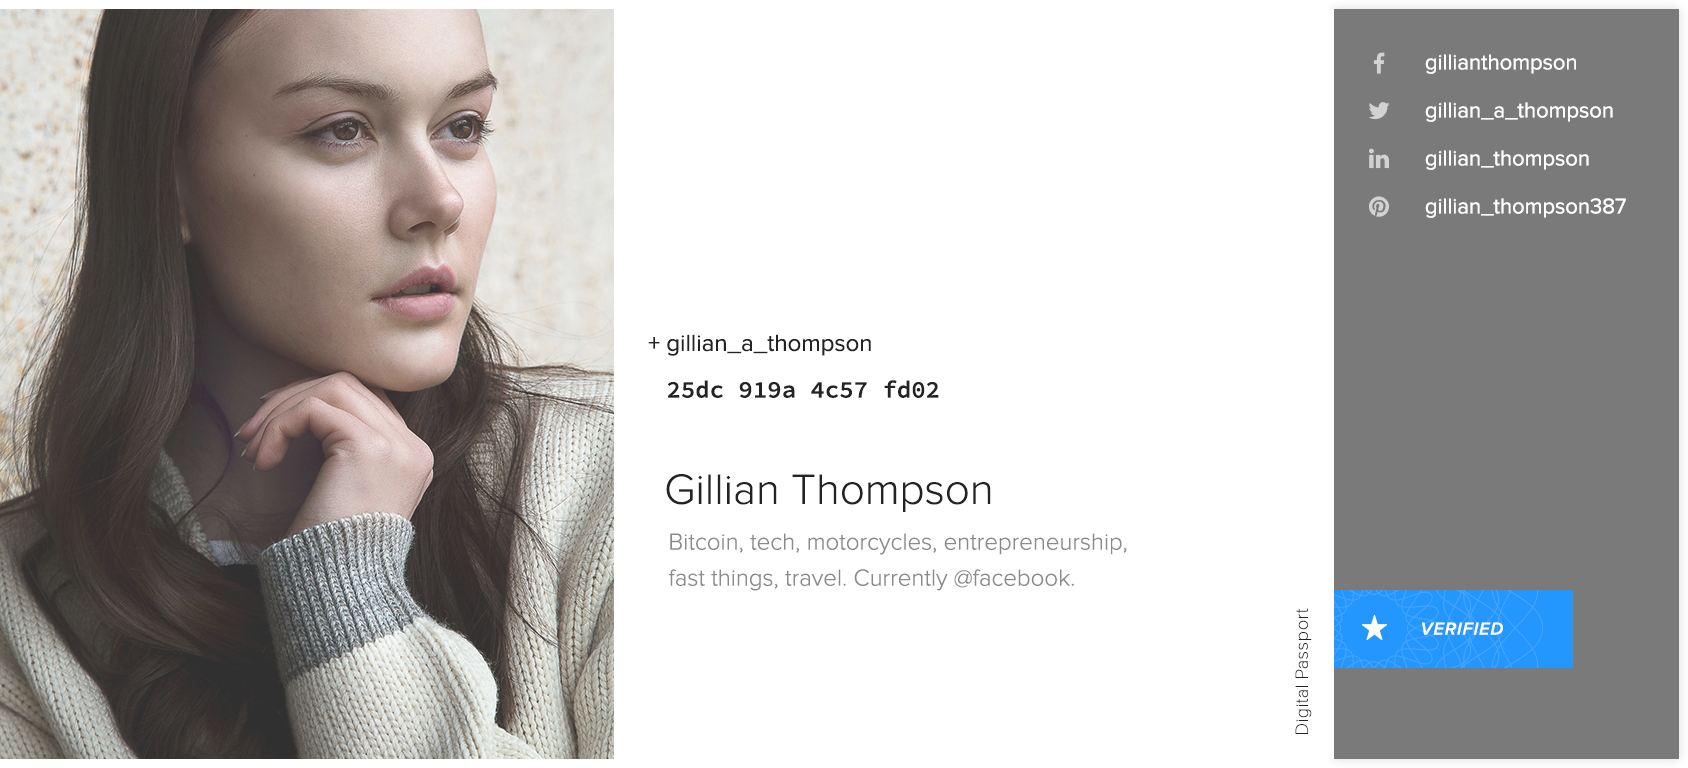 + gillian_a_thompson
25dc 919a 4c57 fd02
Gillian Thompson
Bitcoin, tech, motorcycles, entrepreneurship,
fast things, travel. Currently @facebook.
Digital Passport
gillianthompson
gillian_a_thompson
in gillian_thompson
gillian_thompson387
VERIFIED